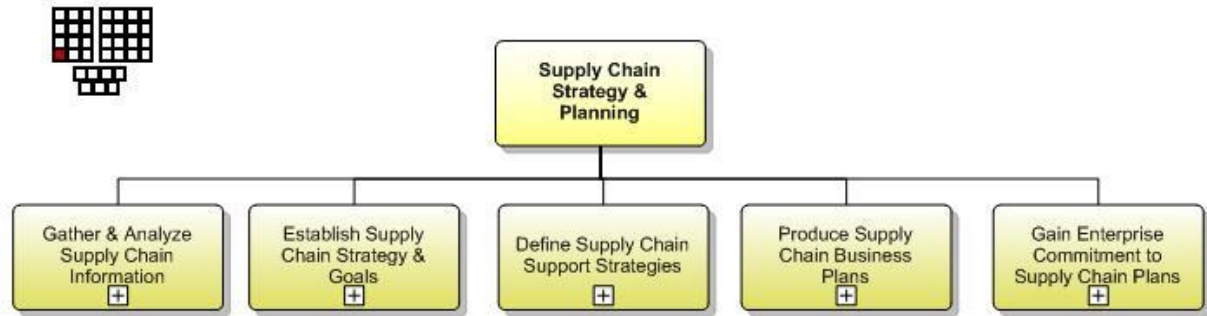 Supply Chain
Strategy &
Planning
Gather & Analyze
Supply Chain
Information
Establish Supply
Chain Strategy &
Goals
Define Supply Chain
Support Strategies
Produce Supply
Chain Business
Plans
Gain Enterprise
Commitment to
Supply Chain Plans